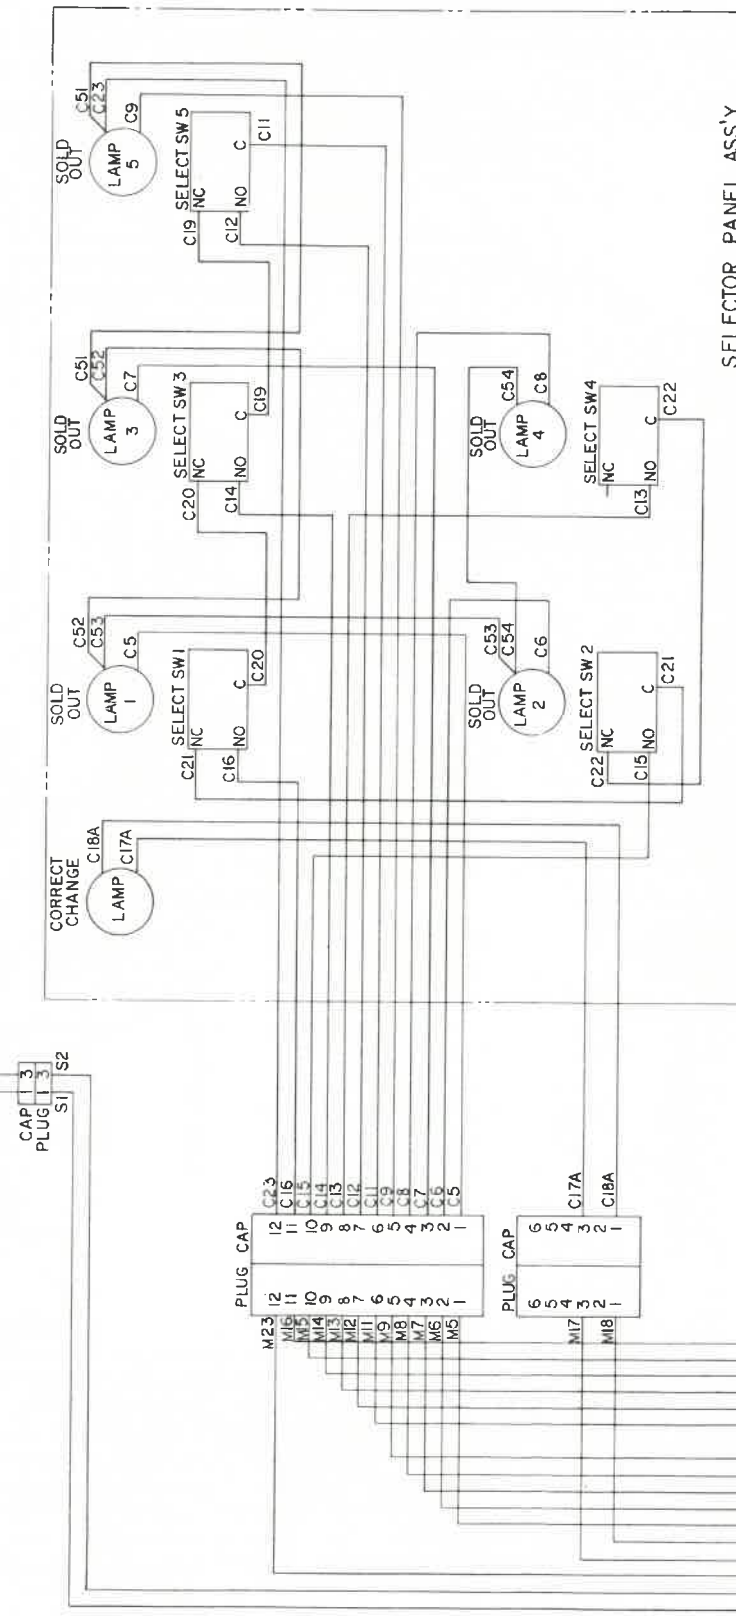 C51
C23
C9
SOLD
OUT
LAMP
5
SELECT SW 5
NC
C
NO
C11
C19
C12
C51
C52
C7
SOLD
OUT
LAMP
3
SELECT SW 3
NC
C
NO
C19
C20
C14
SOLD
OUT
LAMP
4
C54
C8
SELECT SW4
NC
C
NO
C22
C13
C52
C53
C5
SOLD
OUT
LAMP
1
SELECT SW1
NC
C
NO
C20
C21
C16
SOLD
OUT
LAMP
2
C53
C54
C6
SELECT SW 2
NC
C
NO
C21
C22
C15
CORRECT
CHANGE
LAMP
C18A
C17A
SELECTOR PANEL ASS'Y
CAP 1 3
PLUG 1 3
S1
S2
PLUG CAP
C23
C16
C15
C14
C13
C12
C11
C9
C8
C7
C6
C5
12 12
11 11
10 10
9 9
8 8
7 7
6 6
5 5
4 4
3 3
2 2
1 1
M23
M16
M15
M14
M13
M12
M11
M9
M8
M7
M6
M5
PLUG CAP
C17A
C18A
6 6
5 5
4 4
3 3
2 2
1 1
M17
M18